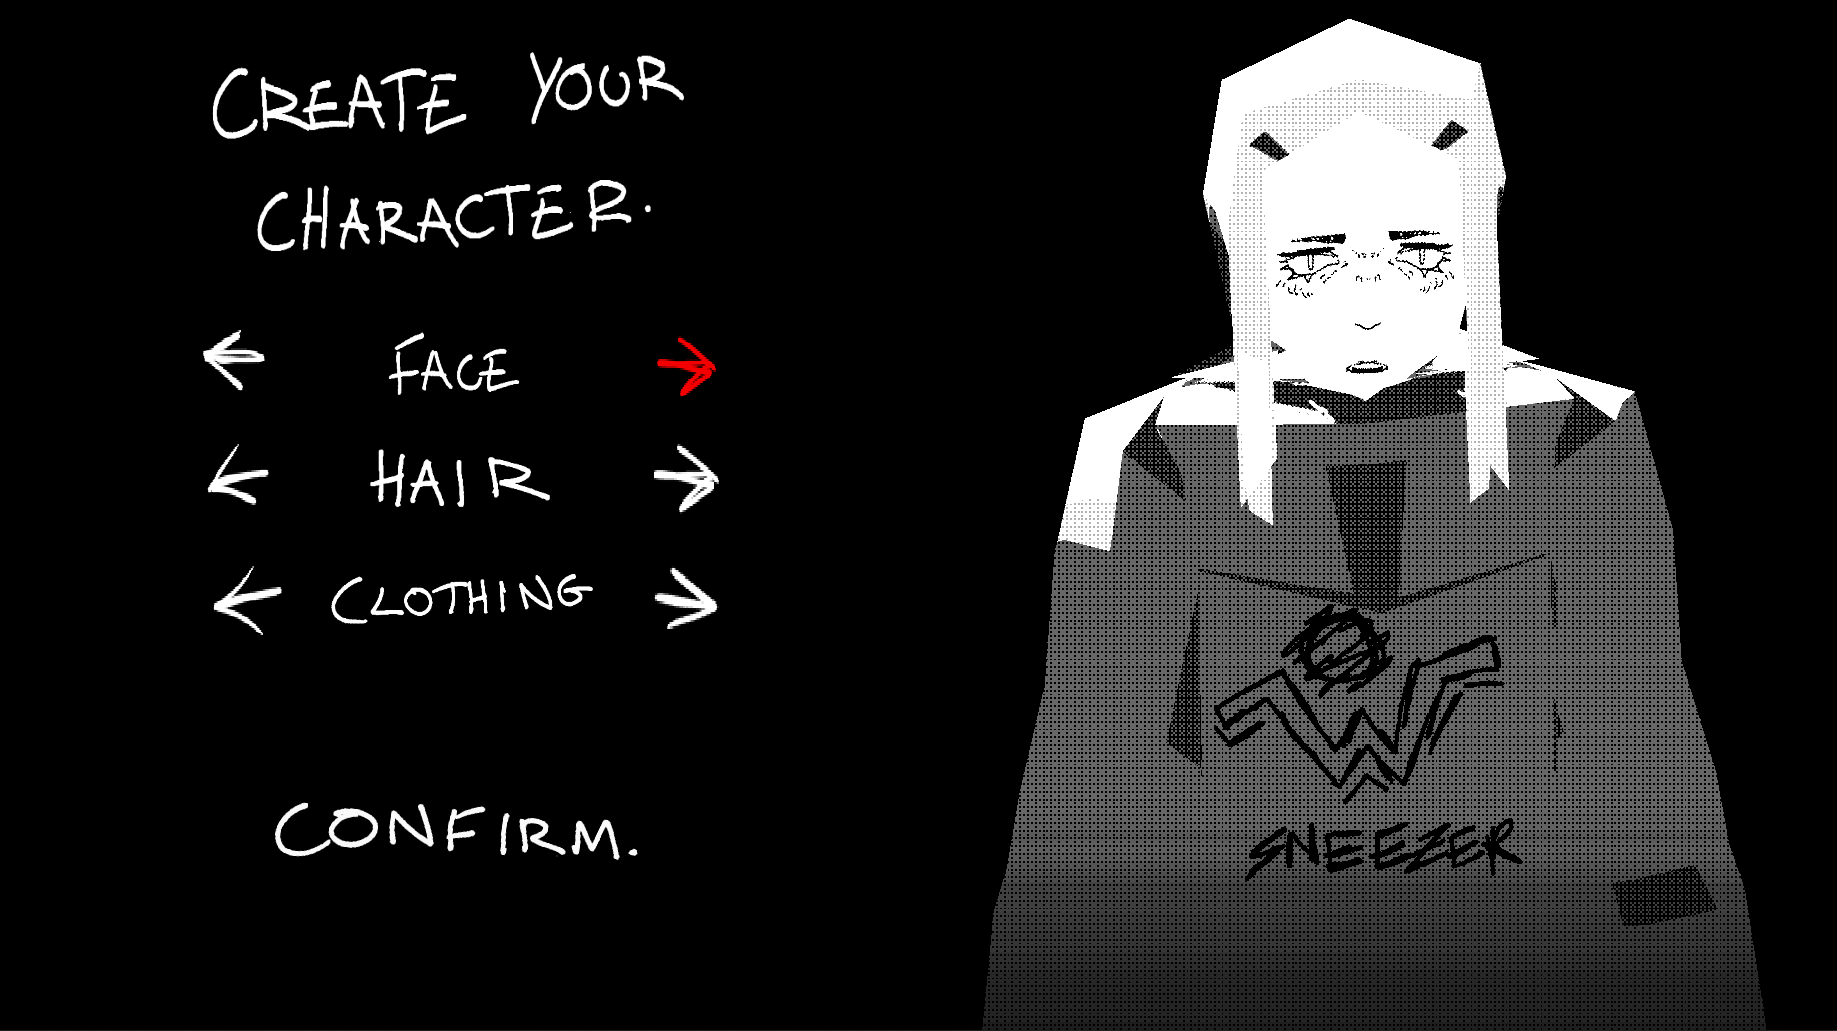 CREATE YOUR
CHARACTER.
FACE
HAIR
CLOTHING
CONFIRM.
W
SNEEZER